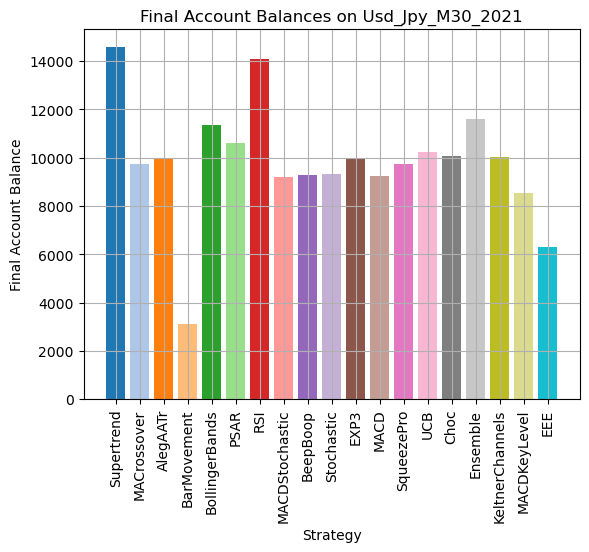 Final Account Balances on Usd_Jpy_M30_2021
Final Account Balance
14000
12000
10000
8000
6000
4000
2000
0
Supertrend
MACrossover
AlegAATr
BarMovement
BollingerBands
PSAR
RSI
MACDStochastic
BeepBoop
Stochastic
EXP3
MACD
SqueezePro
UCB
Choc
Ensemble
KeltnerChannels
MACDKeyLevel
EEE
Strategy